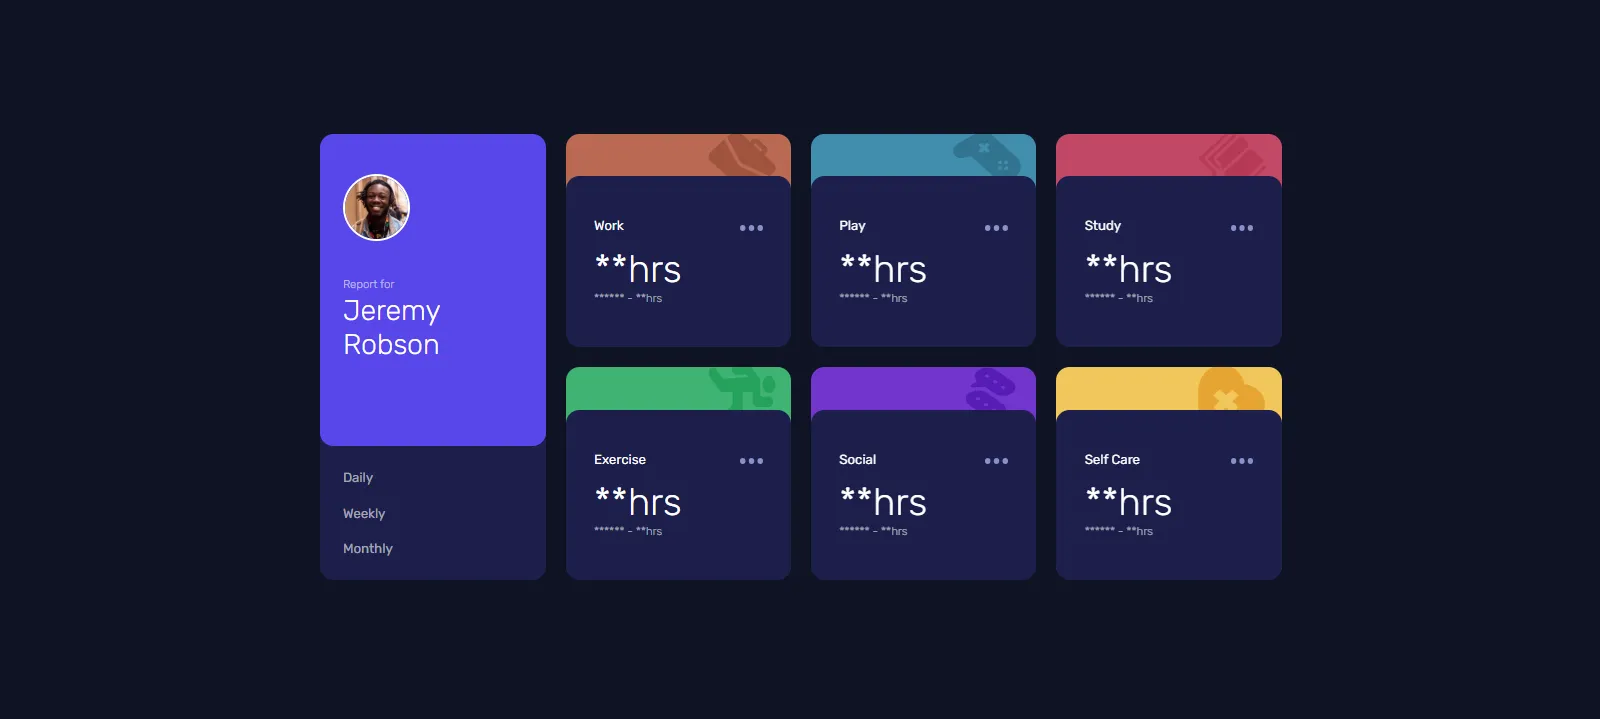 Report for
Jeremy
Robson
Daily
Weekly
Monthly
Work
**hrs
****** - **hrs
Play
**hrs
****** - **hrs
Study
**hrs
****** - **hrs
Exercise
**hrs
****** - **hrs
Social
**hrs
****** - **hrs
Self Care
**hrs
****** - **hrs